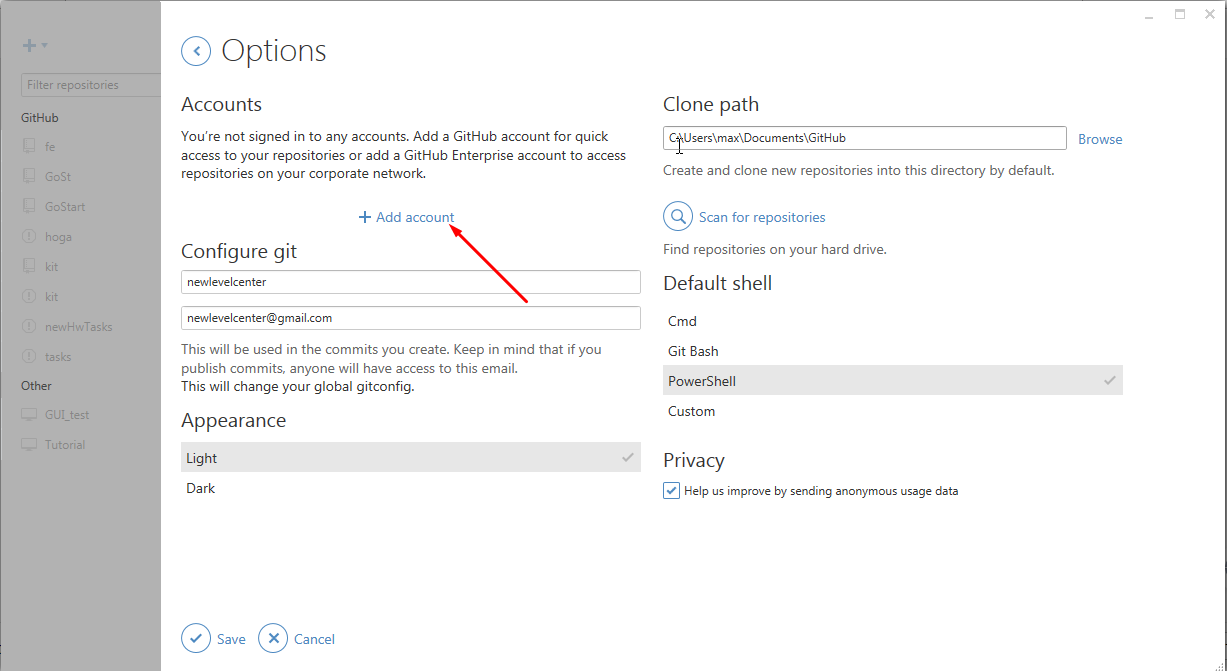 Filter repositories
GitHub
fe
GoSt
GoStart
hoga
kit
kit
newHwTasks
tasks
Other
GUI_test
Tutorial
Options
Accounts
You're not signed in to any accounts. Add a GitHub account for quick
access to your repositories or add a GitHub Enterprise account to access
repositories on your corporate network.
Add account
Configure git
newlevelcenter
newlevelcenter@gmail.com
This will be used in the commits you create. Keep in mind that if you
publish commits, anyone will have access to this email.
This will change your global gitconfig.
Appearance
Light
Dark
Save
Cancel
Clone path
C:\Users\max\Documents\GitHub
Browse
Create and clone new repositories into this directory by default.
Scan for repositories
Find repositories on your hard drive.
Default shell
Cmd
Git Bash
PowerShell
Custom
Privacy
Help us improve by sending anonymous usage data